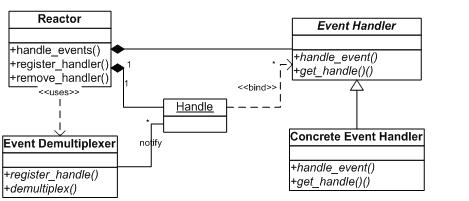 Reactor
+handle_events()
+register_handler()
+remove_handler()
<<uses>>
1
1
*
<<bind>>
Event Handler
+handle_event()
+get_handle()()
Handle
*
notify
Event Demultiplexer
+register_handle()
+demultiplex()
Concrete Event Handler
+handle_event()
+get_handle()()